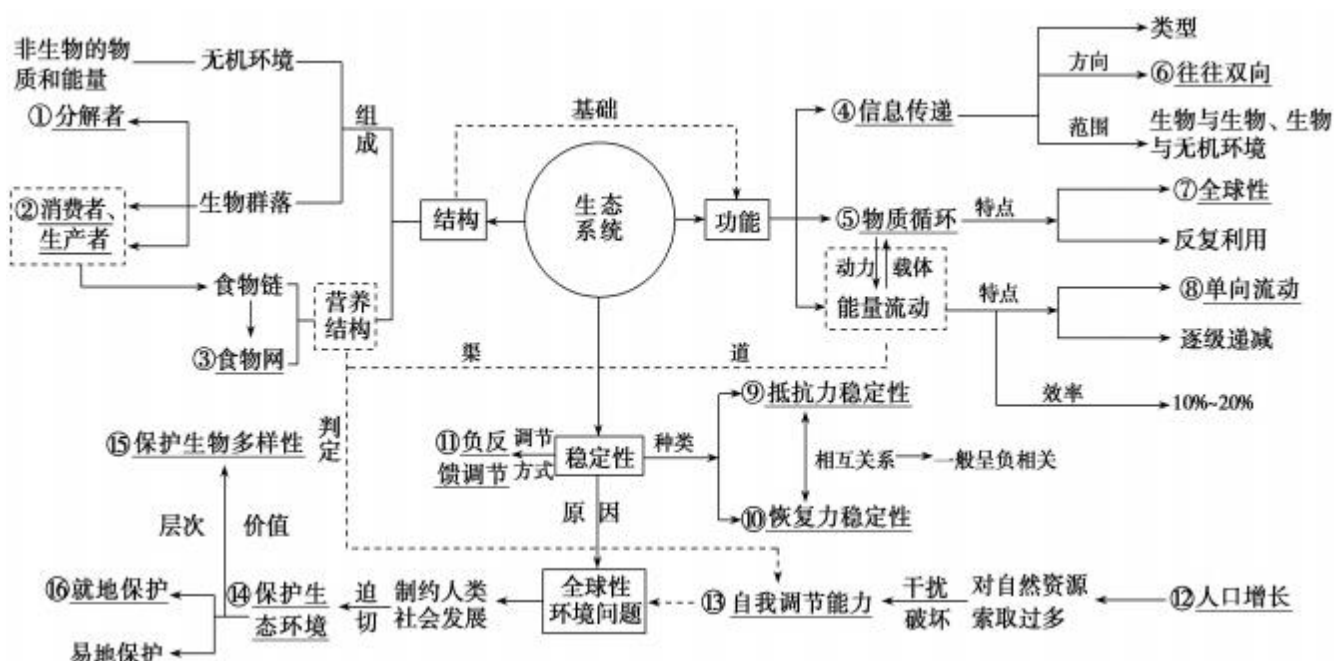 类型
非生物的物
质和能量
无机环境
方向
⑥往往双向
基础
④信息传递
①分解者
组
成
范围
生物与生物、生物
与无机环境
②消费者、
生产者
生物群落
结构
生态
系统
功能
⑤物质循环
特点
⑦全球性
反复利用
动力
载体
食物链
营养
结构
能量流动
特点
⑧单向流动
③食物网
渠
道
逐级递减
效率
10%~20%
⑨抵抗力稳定性
⑮保护生物多样性
判
定
⑪负反
馈调节
调节
方式
稳定性
种类
相互关系
一般呈负相关
原
因
⑩恢复力稳定性
层次
价值
⑯就地保护
易地保护
⑭保护生
态环境
迫
切
制约人类
社会发展
全球性
环境问题
⑬自我调节能力
干扰
破坏
对自然资源
索取过多
⑫人口增长